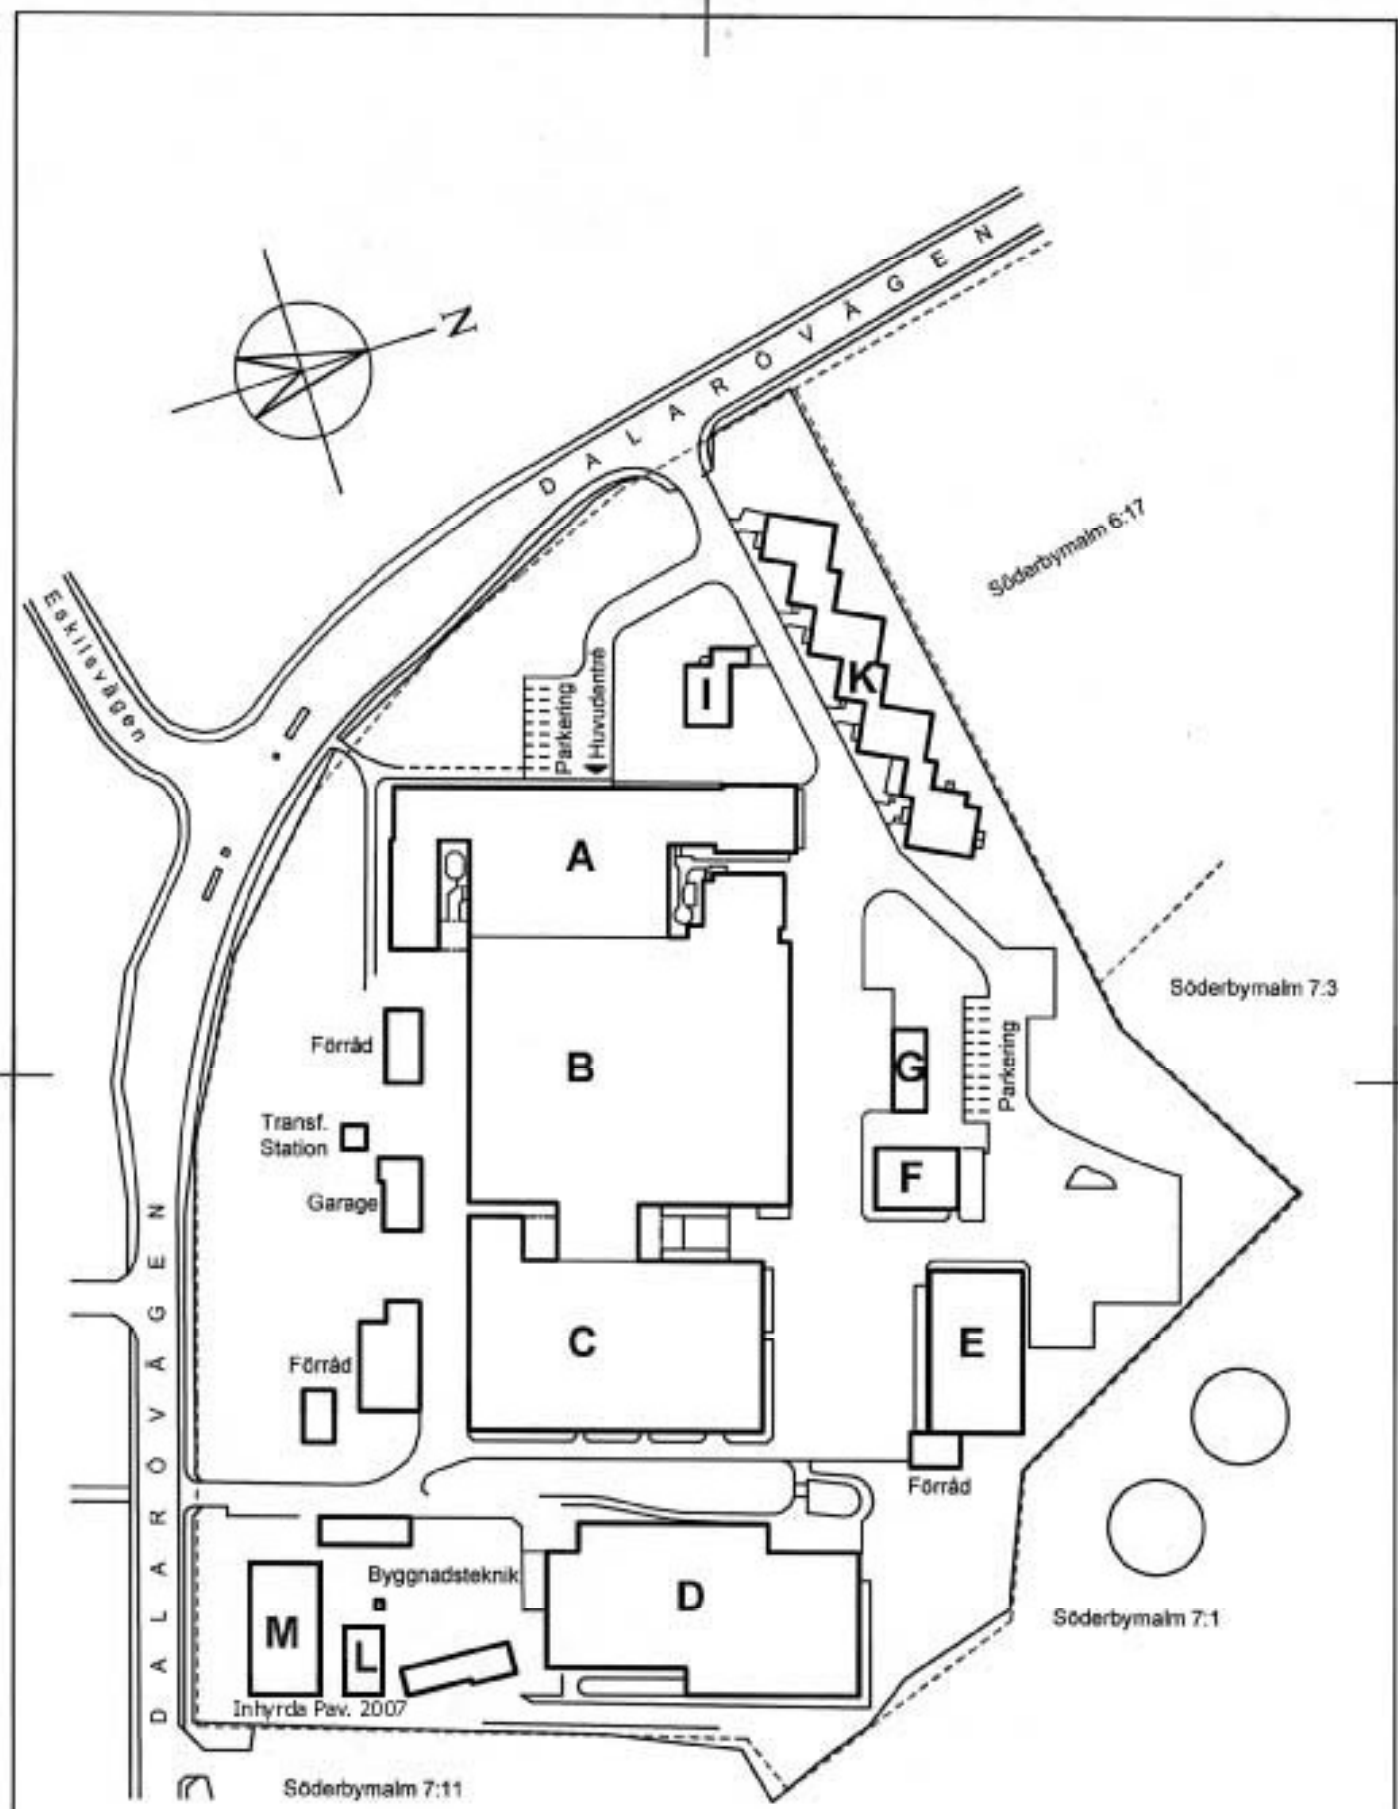 DALARÖVÄGEN
N
Söderbymalm 6:17
Eskilsvägen
Parkering
Huvudentré
I
K
A
Söderbymalm 7:3
Förråd
B
G
Parkering
Transf.
Station
F
Garage
DALARÖVÄGEN
C
E
Förråd
Förråd
Byggnadsteknik
D
M
L
Söderbymalm 7:1
Inhyrda Pav. 2007
Söderbymalm 7:11